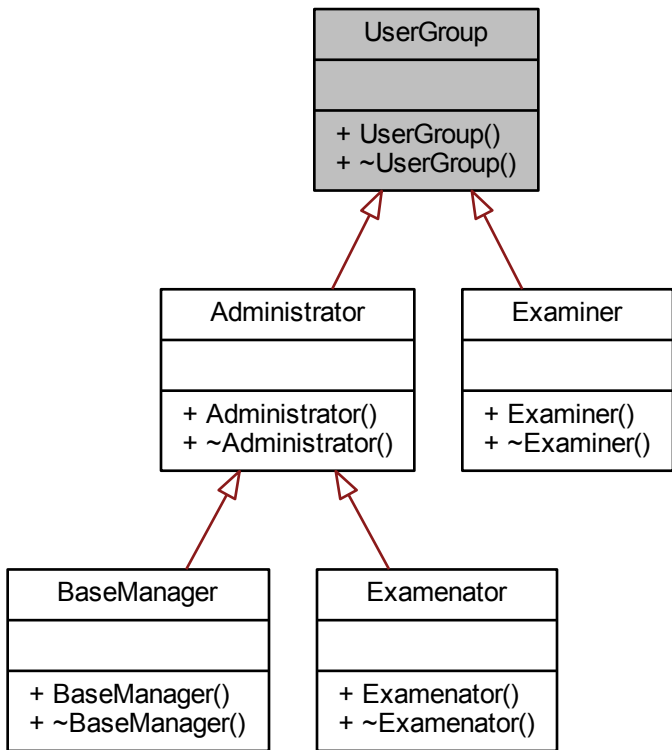 UserGroup
+ UserGroup()
+ ~UserGroup()
Administrator
+ Administrator()
+ ~Administrator()
Examiner
+ Examiner()
+ ~Examiner()
BaseManager
+ BaseManager()
+ ~BaseManager()
Examenator
+ Examenator()
+ ~Examenator()